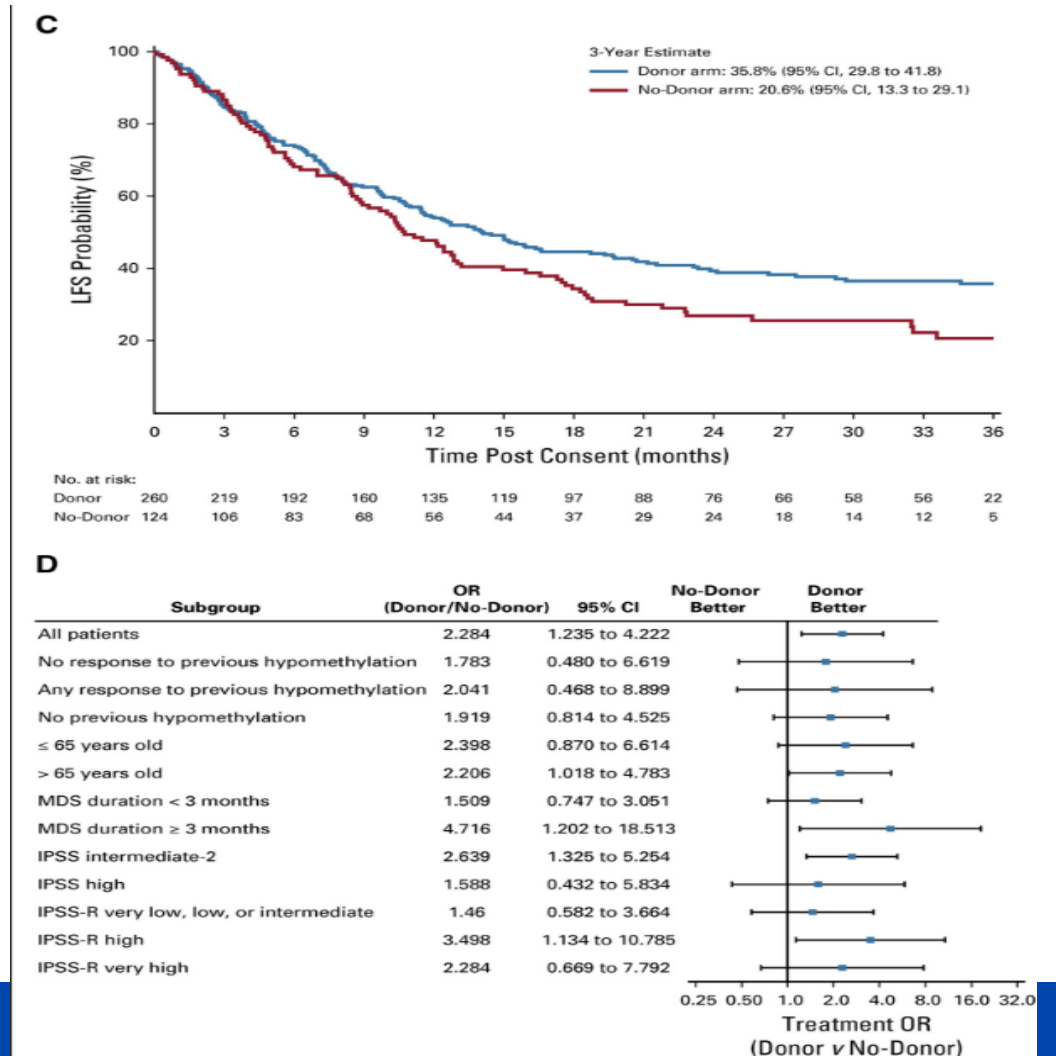 C
3-Year Estimate
Donor arm: 35.8% (95% CI, 29.8 to 41.8)
No-Donor arm: 20.6% (95% CI, 13.3 to 29.1)
LFS Probability (%)
100
80
60
40
20
0 3 6 9 12 15 18 21 24 27 30 33 36
Time Post Consent (months)
No. at risk:
Donor 260 219 192 160 135 119 97 88 76 66 58 56 22
No-Donor 124 106 83 68 56 44 37 29 24 18 14 12 5
D
Subgroup OR (Donor/No-Donor) 95% CI No-Donor Better Donor Better
All patients 2.284 1.235 to 4.222
No response to previous hypomethylation 1.783 0.480 to 6.619
Any response to previous hypomethylation 2.041 0.468 to 8.899
No previous hypomethylation 1.919 0.814 to 4.525
≤ 65 years old 2.398 0.870 to 6.614
> 65 years old 2.206 1.018 to 4.783
MDS duration < 3 months 1.509 0.747 to 3.051
MDS duration ≥ 3 months 4.716 1.202 to 18.513
IPSS intermediate-2 2.639 1.325 to 5.254
IPSS high 1.588 0.432 to 5.834
IPSS-R very low, low, or intermediate 1.46 0.582 to 3.664
IPSS-R high 3.498 1.134 to 10.785
IPSS-R very high 2.284 0.669 to 7.792
0.25 0.50 1.0 2.0 4.0 8.0 16.0 32.0
Treatment OR
(Donor v No-Donor)